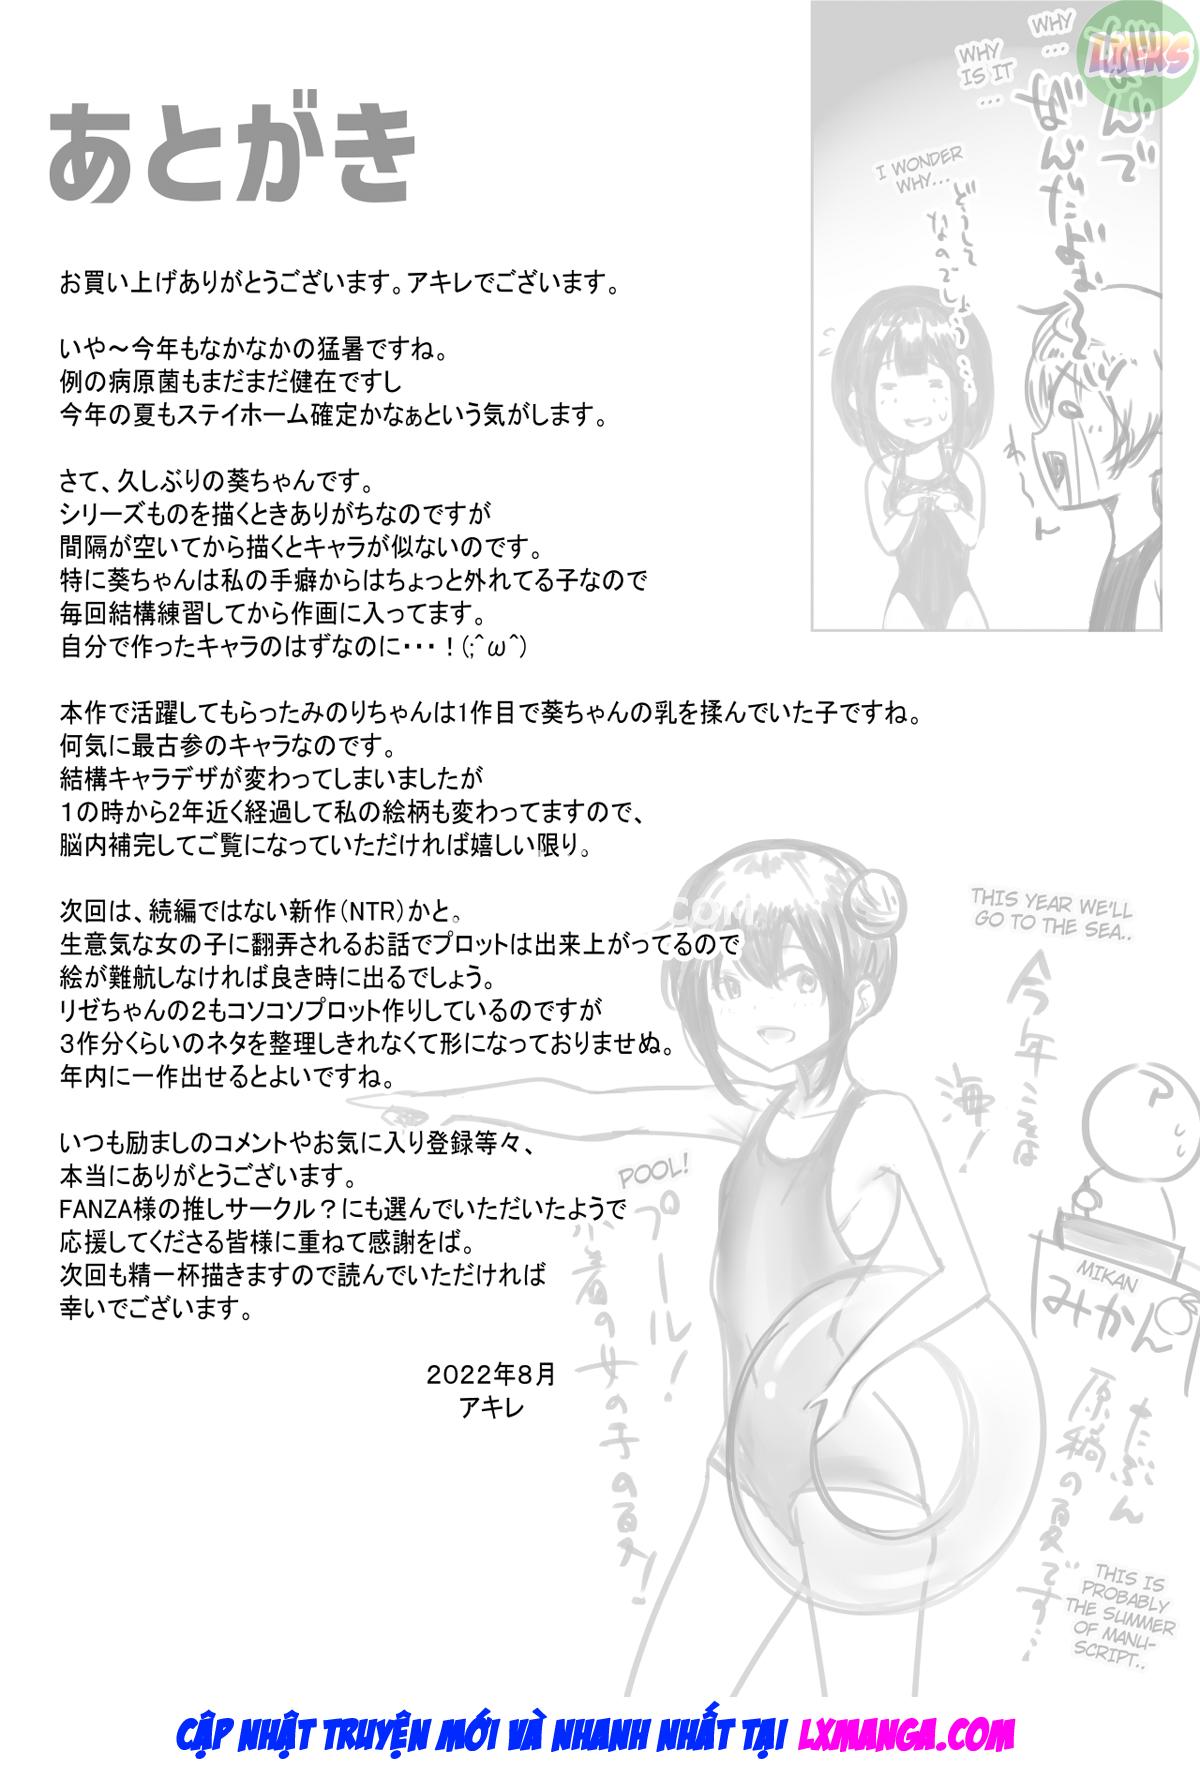 あとがき
お買い上げありがとうございます。アキレでございます。
いや～今年もなかなかの猛暑ですね。
例の病原菌もまだまだ健在ですし
今年の夏もステイホーム確定かなぁという気がします。
さて、久しぶりの葵ちゃんです。
シリーズものを描くときありがちなのですが
間隔が空いてから描くとキャラが似ないのです。
特に葵ちゃんは私の手癖からはちょっと外れてる子なので
毎回結構練習してから作画に入ってます。
自分で作ったキャラのはずなのに・・・！(;^ω^)
本作で活躍してもらったみのりちゃんは1作目で葵ちゃんの乳を揉んでいた子ですね。
何気に最古参のキャラなのです。
結構キャラデザが変わってしまいましたが
１の時から2年近く経過して私の絵柄も変わってますので、
脳内補完してご覧になっていただければ嬉しい限り。
次回は、続編ではない新作（NTR）かと。
生意気な女の子に翻弄されるお話でプロットは出来上がってるので
絵が難航しなければ良き時に出るでしょう。
リゼちゃんの２もコソコソプロット作りしているのですが
３作分くらいのネタを整理しきれなくて形になっておりませぬ。
年内に一作出せるとよいですね。
いつも励ましのコメントやお気に入り登録等々、
本当にありがとうございます。
FANZA様の推しサークル？にも選んでいただいたようで
応援してくださる皆様に重ねて感謝をば。
次回も精一杯描きますので読んでいただければ
幸いでございます。
２０２２年８月
アキレ
WHY
...
WHY
IS IT
...
なんで
なんだよぉ～
I WONDER
WHY...
どうして
なのでしょう…
わ～ん
THIS YEAR WE'LL
GO TO THE SEA..
今年こそは
海！
POOL!
プール！
水着の女の子の夏！
MIKAN
みかん
たぶん
原稿の夏です…
THIS IS
PROBABLY
THE SUMMER
OF MANU-
SCRIPT..
.COM
LXERS
CẬP NHẬT TRUYỆN MỚI VÀ NHANH NHẤT TẠI LXMANGA.COM